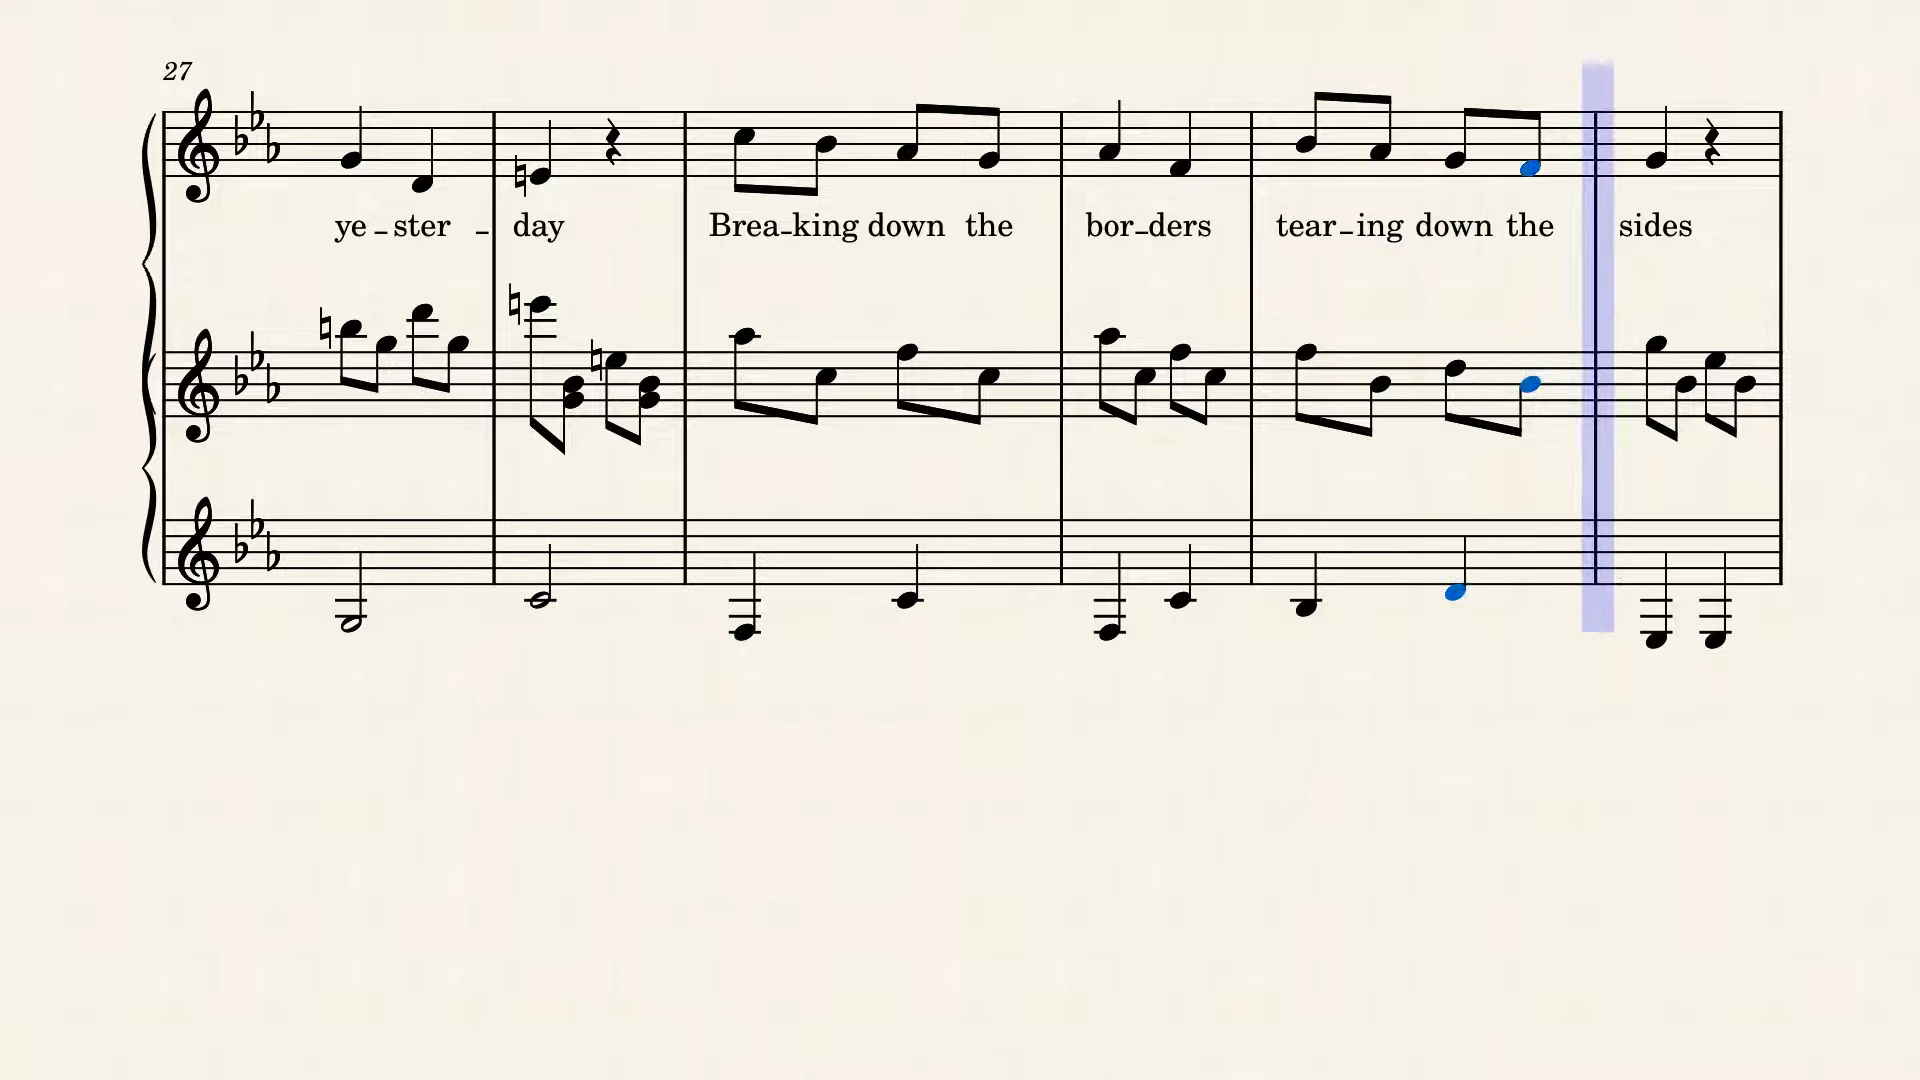 27
ye - ster - day Brea-king down the bor-ders tear-ing down the sides